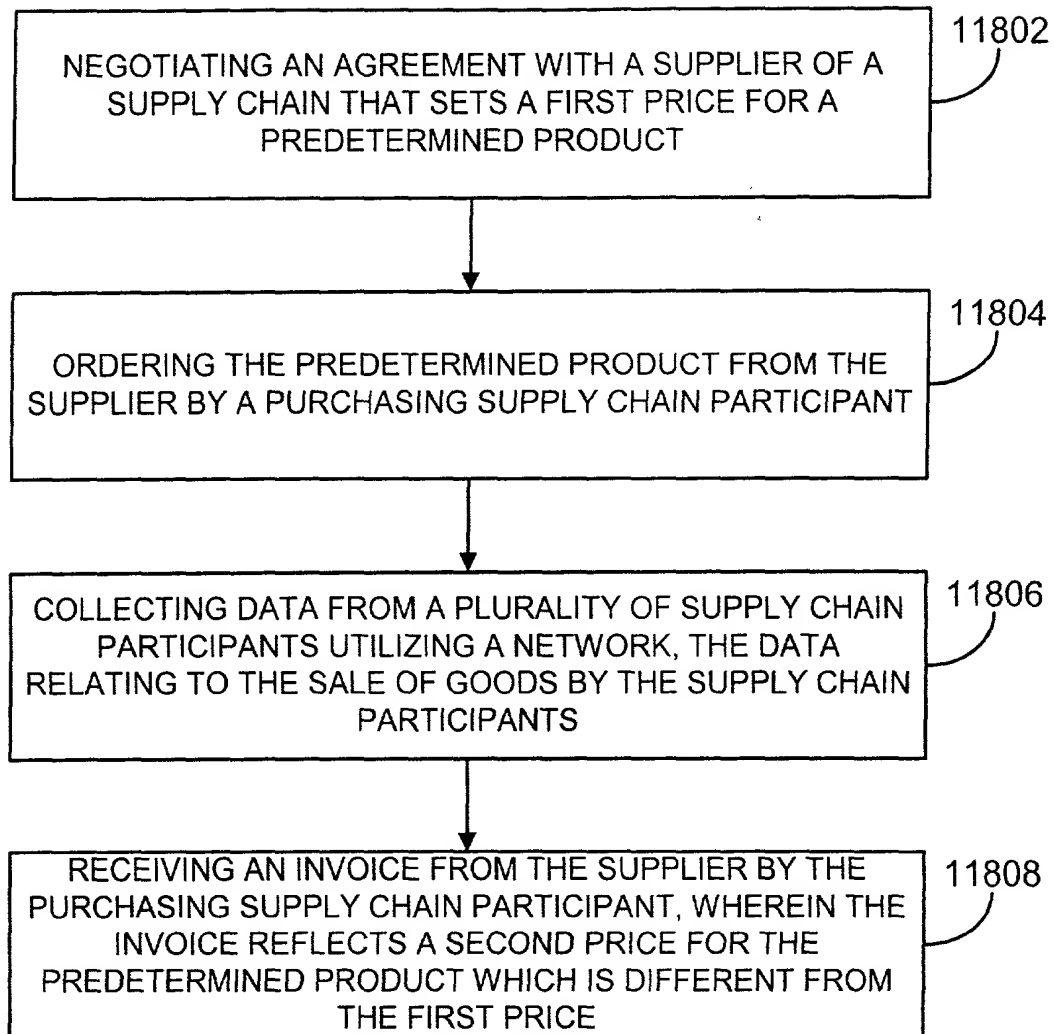 11802
NEGOTIATING AN AGREEMENT WITH A SUPPLIER OF A
SUPPLY CHAIN THAT SETS A FIRST PRICE FOR A
PREDETERMINED PRODUCT
11804
ORDERING THE PREDETERMINED PRODUCT FROM THE
SUPPLIER BY A PURCHASING SUPPLY CHAIN PARTICIPANT
11806
COLLECTING DATA FROM A PLURALITY OF SUPPLY CHAIN
PARTICIPANTS UTILIZING A NETWORK, THE DATA
RELATING TO THE SALE OF GOODS BY THE SUPPLY CHAIN
PARTICIPANTS
11808
RECEIVING AN INVOICE FROM THE SUPPLIER BY THE
PURCHASING SUPPLY CHAIN PARTICIPANT, WHEREIN THE
INVOICE REFLECTS A SECOND PRICE FOR THE
PREDETERMINED PRODUCT WHICH IS DIFFERENT FROM
THE FIRST PRICE